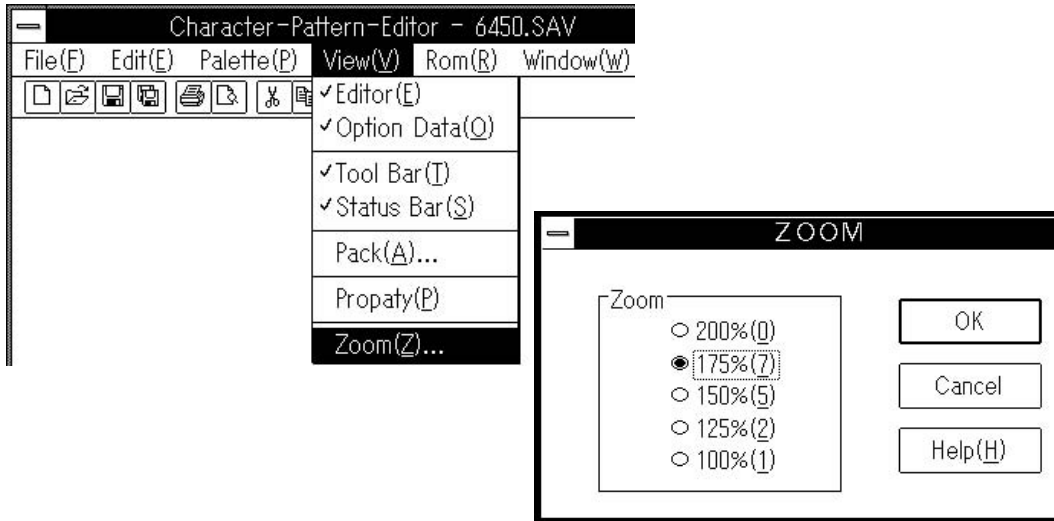 Character-Pattern-Editor - 6450.SAV
File(F) Edit(E) Palette(P) View(V) Rom(R) Window(W)
✓Editor(E)
✓Option Data(O)
✓Tool Bar(T)
✓Status Bar(S)
Pack(A)...
Propaty(P)
Zoom(Z)...
ZOOM
Zoom
200%(0)
175%(7)
150%(5)
125%(2)
100%(1)
OK
Cancel
Help(H)